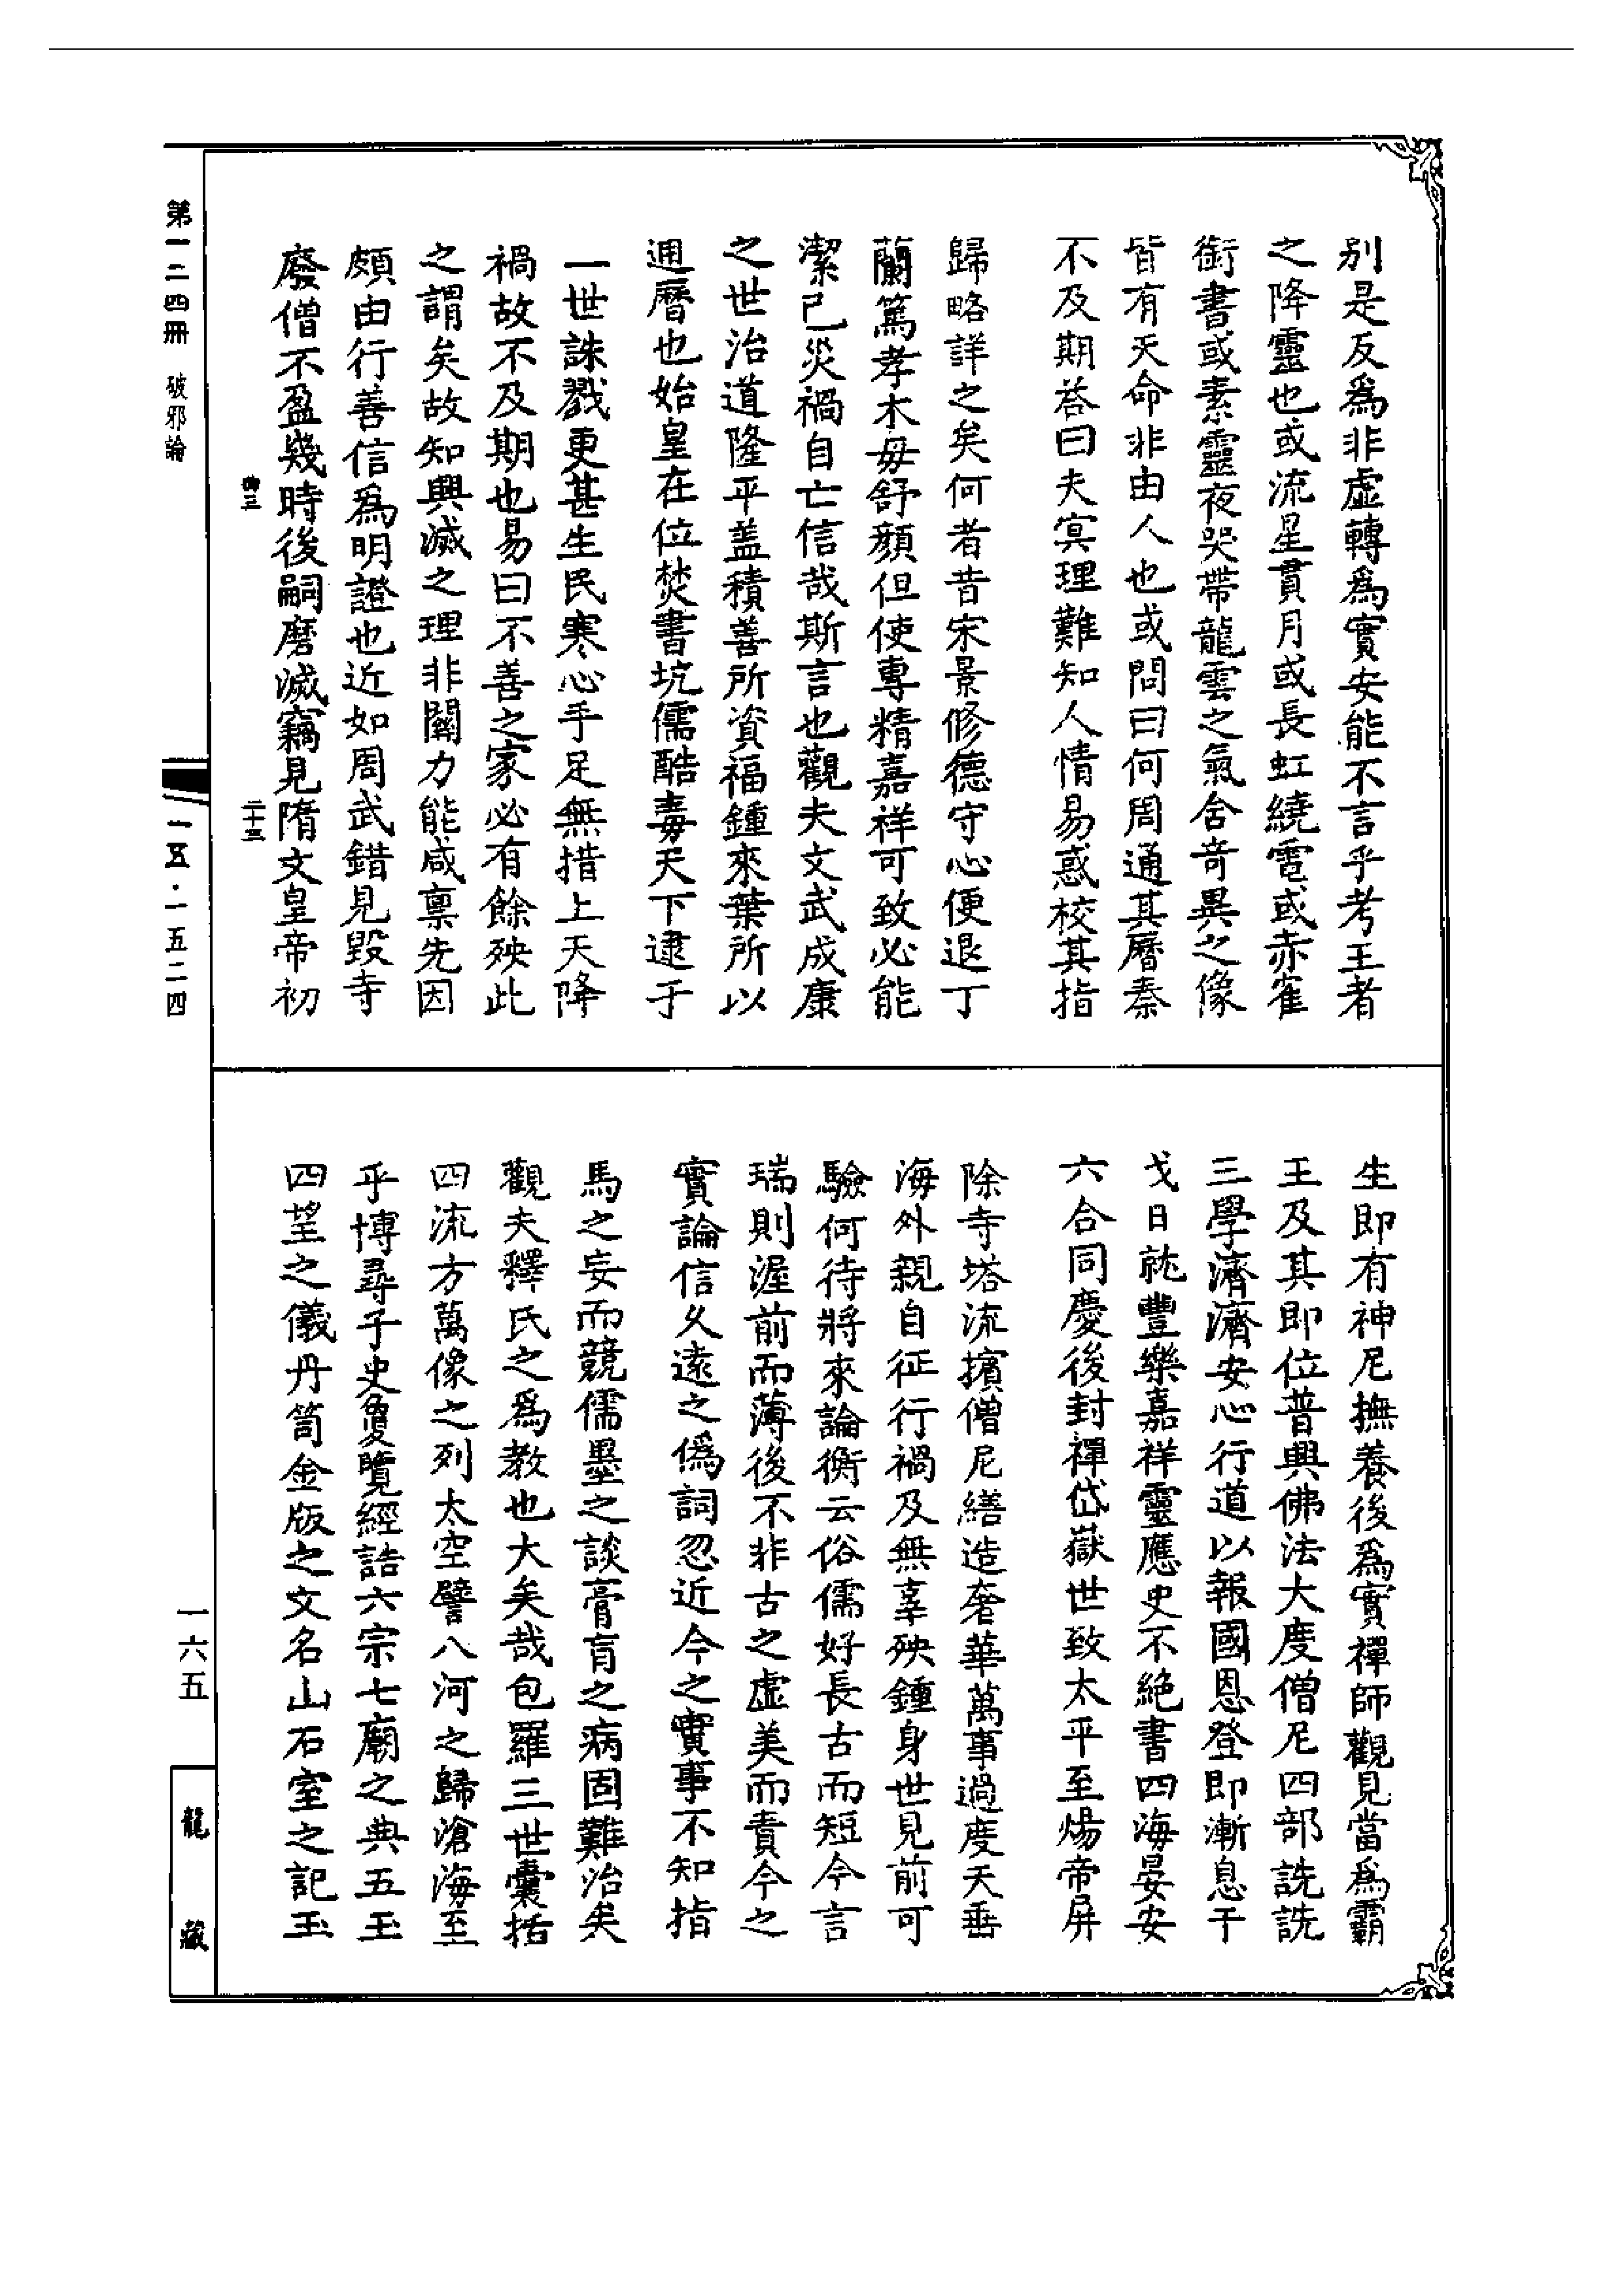 別是反爲非虛轉爲實安能不言乎考王者
之降靈也或流星貫月或長虹繞電或赤雀
銜書或素靈夜哭帶龍雲之氣含竒異之像
皆有天命非由人也或問曰何周通其曆秦
不及期荅曰夫冥理難知人情易惑校其指
歸略詳之矣何者昔宋景修德守心便退丁
蘭篤孝木母舒顏但使專精嘉祥可致必能
潔已災禍自亡信哉斯言也觀夫文武成康
之世治道隆平盖積善所資福鍾來葉所以
週曆也始皇在位焚書坑儒酷毒天下逮于
一世誅戮更甚生民寒心手足無措上天降
禍故不及期也易曰不善之家必有餘殃此
之謂矣故知興滅之理非關力能咸禀先因
頗由行善信爲明證也近如周武錯見毀寺
廢僧不盈幾時後嗣磨滅竊見隋文皇帝初
二十三
生即有神尼撫養後爲實禪師觀見當爲霸
王及其即位普興佛法大度僧尼四部詵詵
三學濟濟安心行道以報國恩登即漸息干
戈日就豐樂嘉祥靈應史不絶書四海晏安
六合同慶後封禪岱嶽世致太平至煬帝屏
除寺塔流擯僧尼繕造奢華萬事過度天垂
海外親自征行禍及無辜殃鍾身世見前可
驗何待將來論衡云俗儒好長古而短今言
瑞則渥前而薄後不非古之虛美而責今之
實論信久遠之僞詞忽近今之實事不知指
馬之妄而競儒墨之談膏肓之病固難治矣
觀夫釋氏之爲教也大矣哉包羅三世囊括
四流方萬像之列太空譬八河之歸滄海至
乎博尋子史夐覽經誥六宗七廟之典五玉
四望之儀丹笥金版之文名山石室之記玉
第一二四冊　破邪論
一五·一五二四
一六五
龍藏